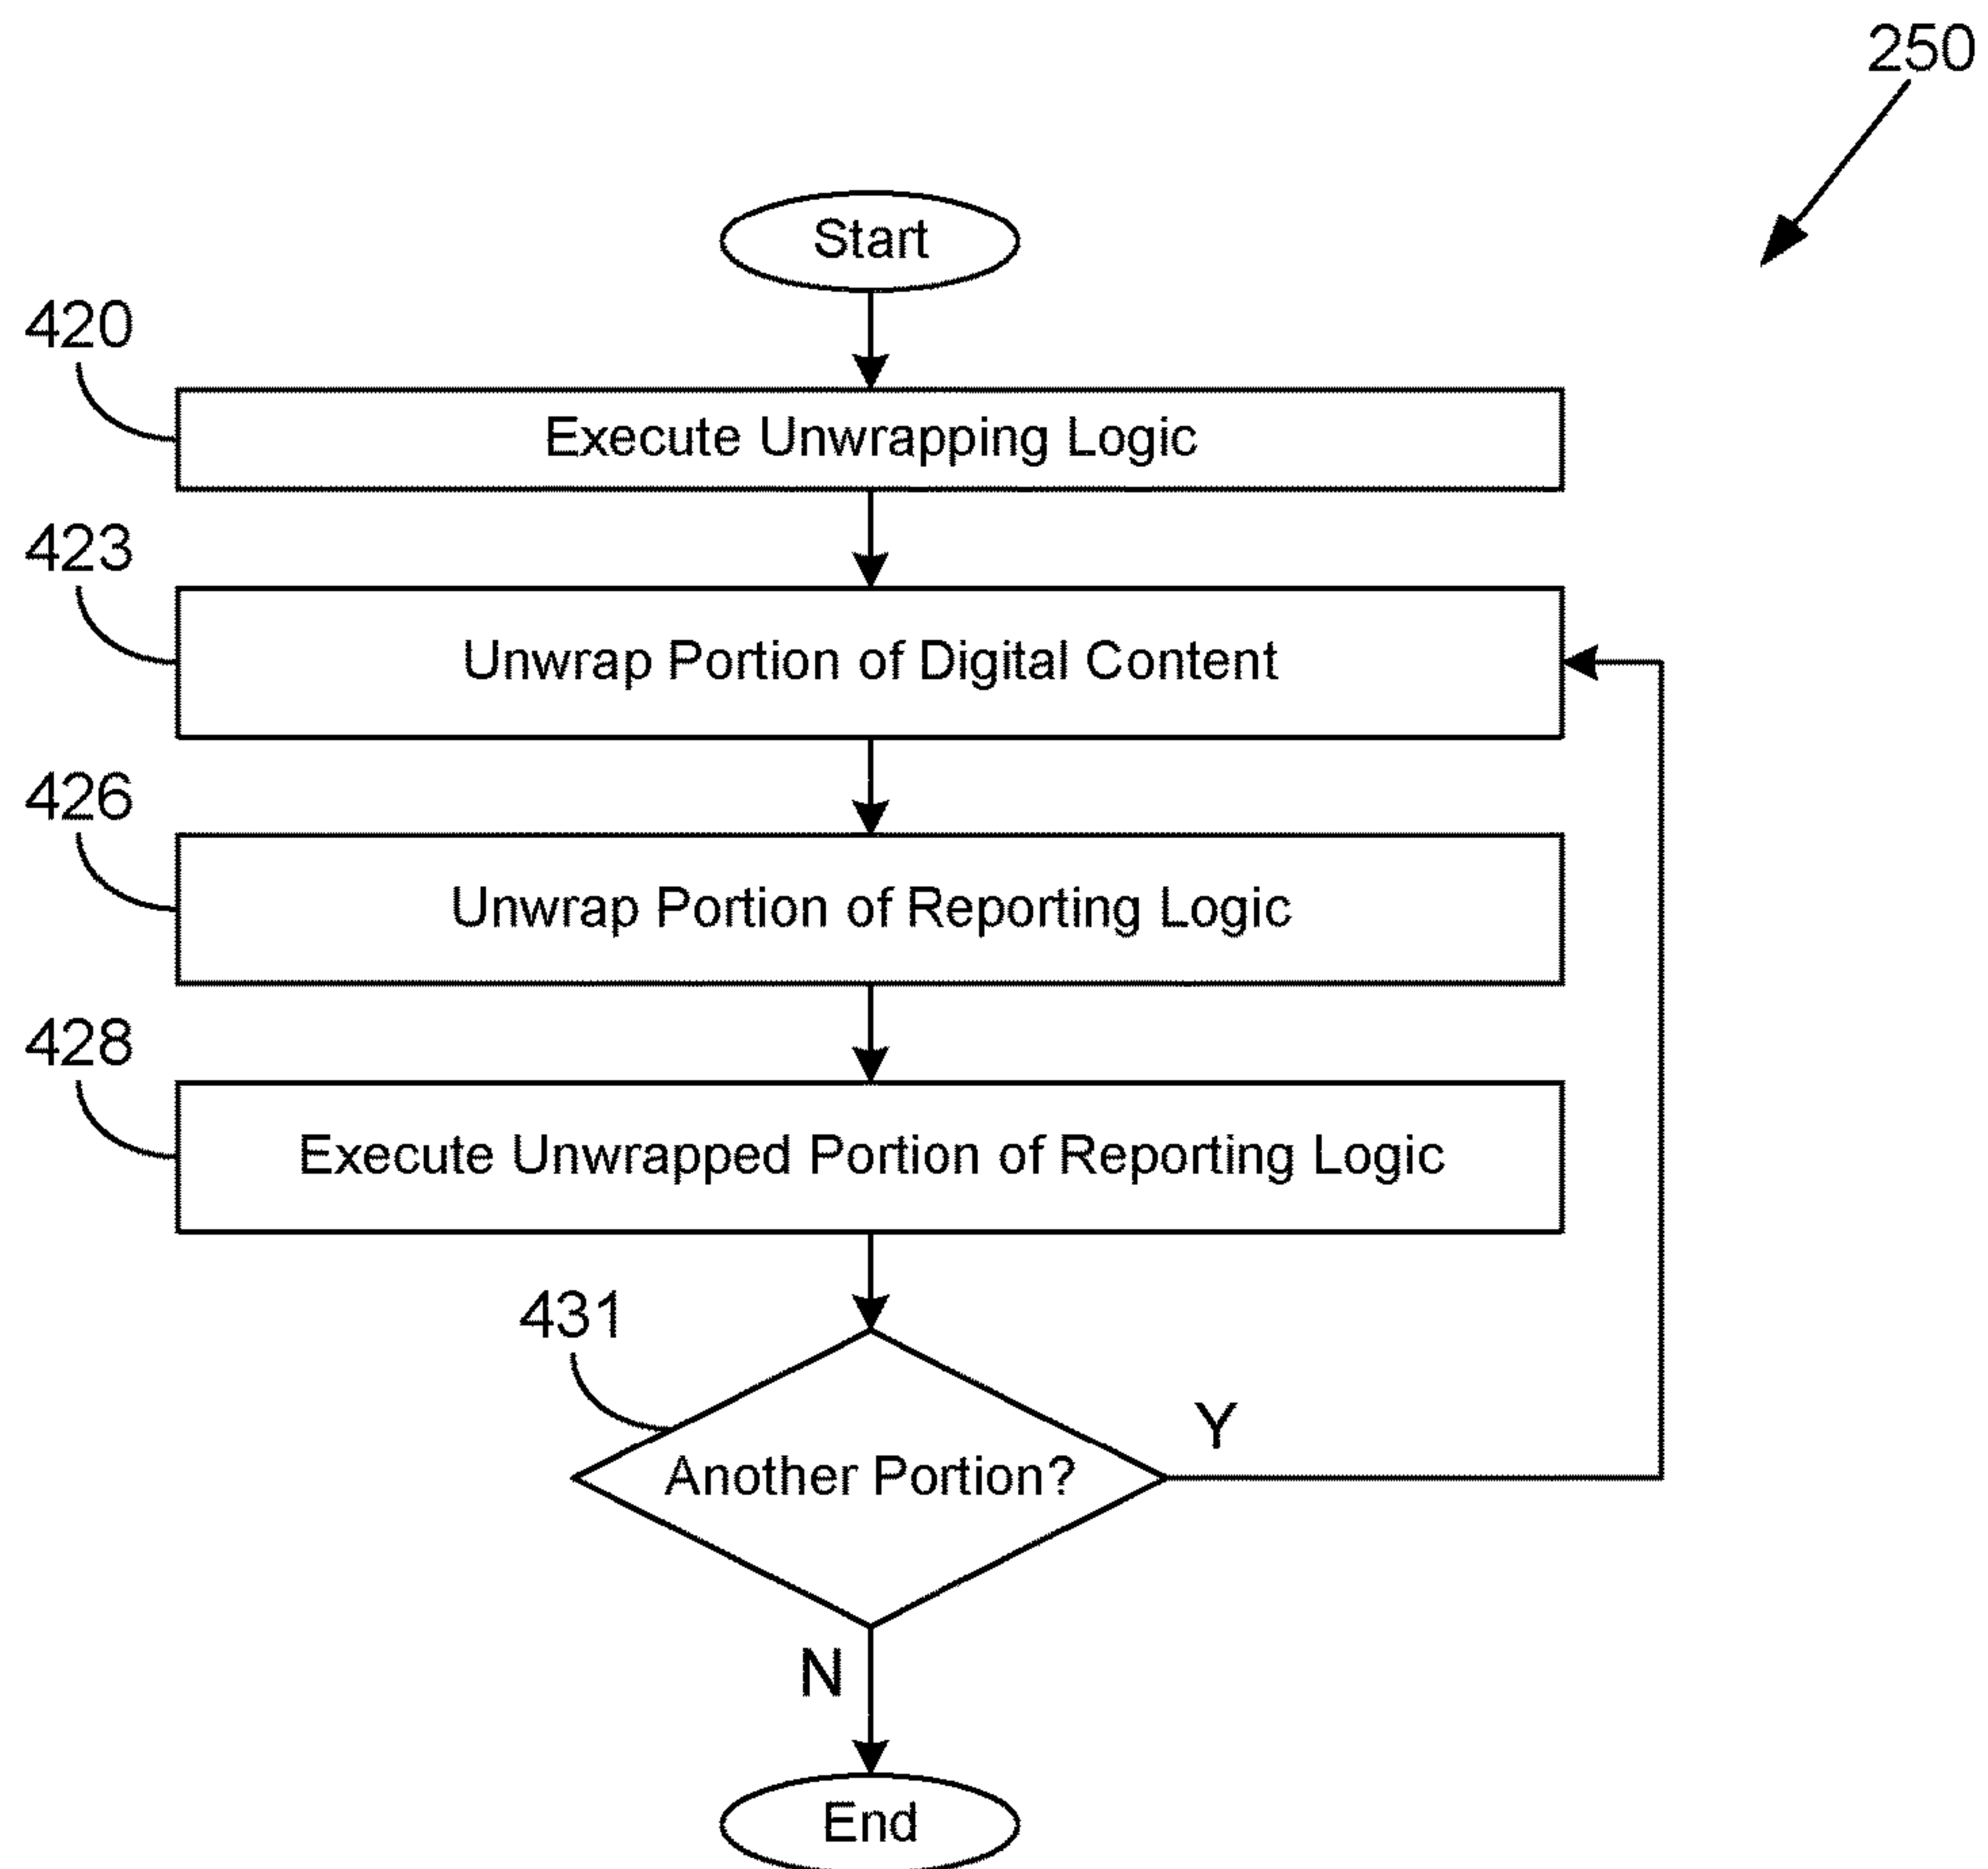 250
Start
420
Execute Unwrapping Logic
423
Unwrap Portion of Digital Content
426
Unwrap Portion of Reporting Logic
428
Execute Unwrapped Portion of Reporting Logic
431
Another Portion?
Y
N
End